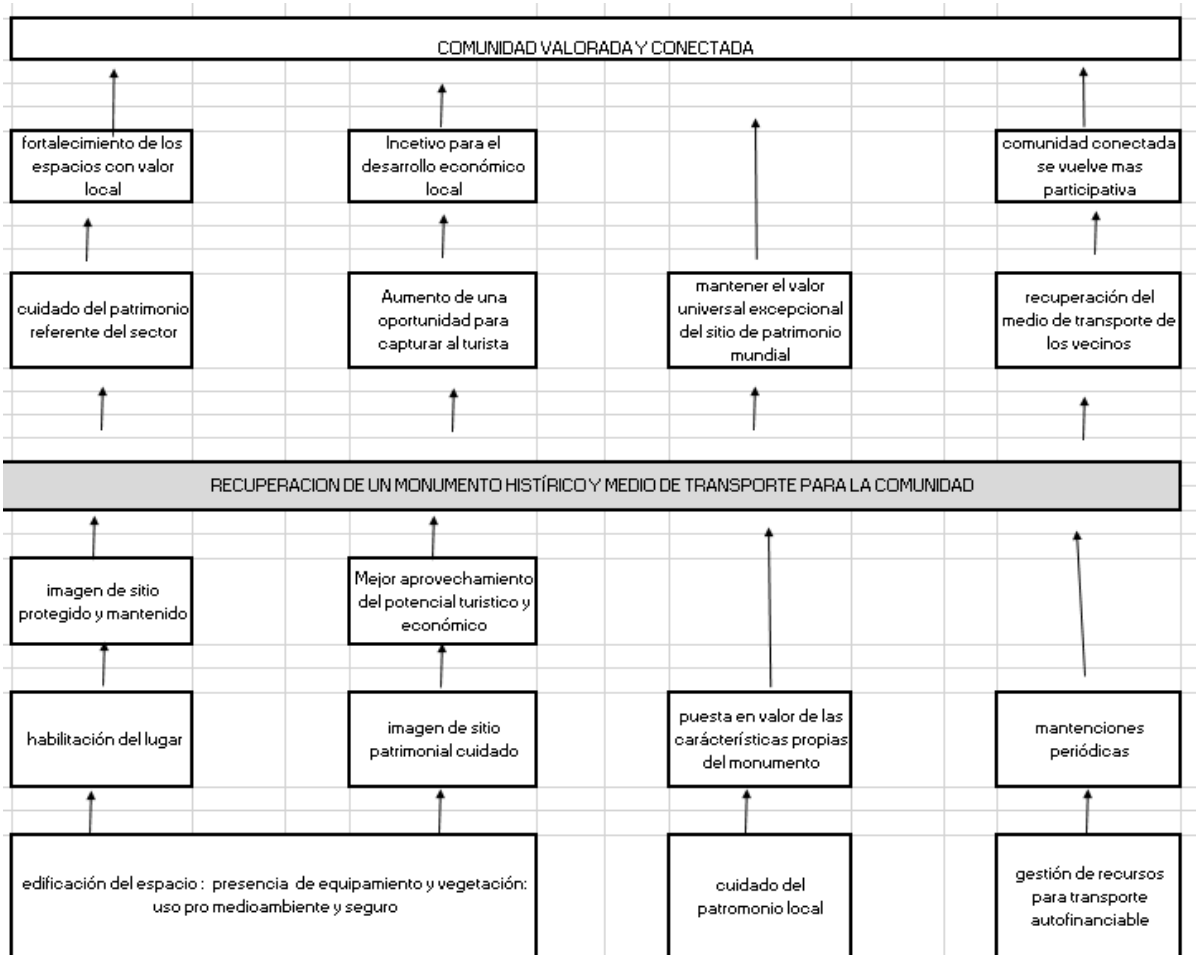 COMUNIDAD VALORADA Y CONECTADA
fortalecimiento de los
espacios con valor
local
Incetivo para el
desarrollo económico
local
comunidad conectada
se vuelve mas
participativa
cuidado del patrimonio
referente del sector
Aumento de una
oportunidad para
capturar al turista
mantener el valor
universal excepcional
del sitio de patrimonio
mundial
recuperación del
medio de transporte de
los vecinos
RECUPERACION DE UN MONUMENTO HISTÍRICO Y MEDIO DE TRANSPORTE PARA LA COMUNIDAD
imagen de sitio
protegido y mantenido
Mejor aprovechamiento
del potencial turistico y
económico
habilitación del lugar
imagen de sitio
patrimonial cuidado
puesta en valor de las
carácterísticas propias
del monumento
mantenciones
periódicas
edificación del espacio : presencia de equipamiento y vegetación:
uso pro medioambiente y seguro
cuidado del
patromonio local
gestión de recursos
para transporte
autofinanciable